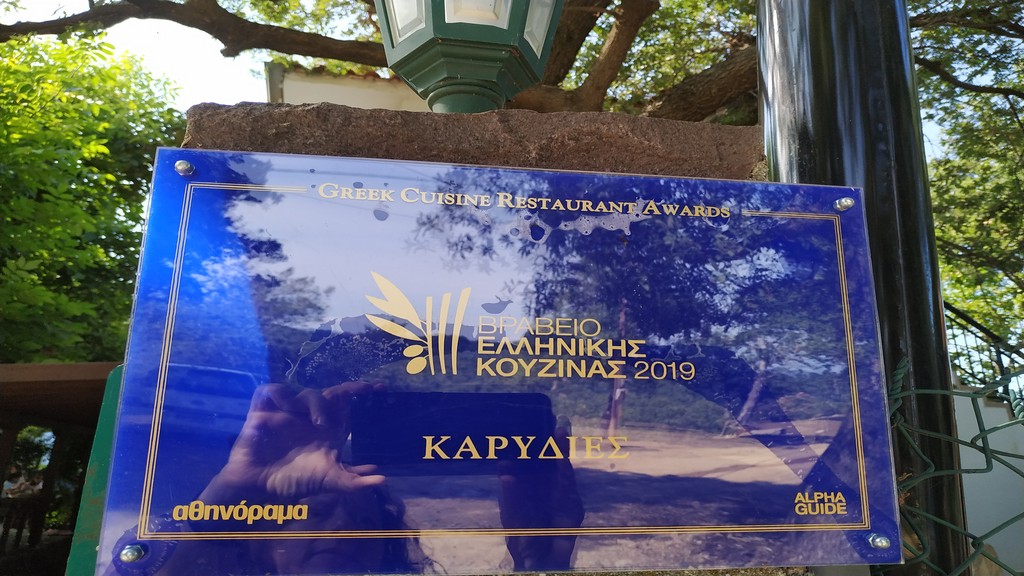 GREEK CUISINE RESTAURANT AWARDS
ΒΡΑΒΕΙΟ
ΕΛΛΗΝΙΚΗΣ
ΚΟΥΖΙΝΑΣ 2019
ΚΑΡΥΔΙΕΣ
αθηνόραμα
ALPHA
GUIDE